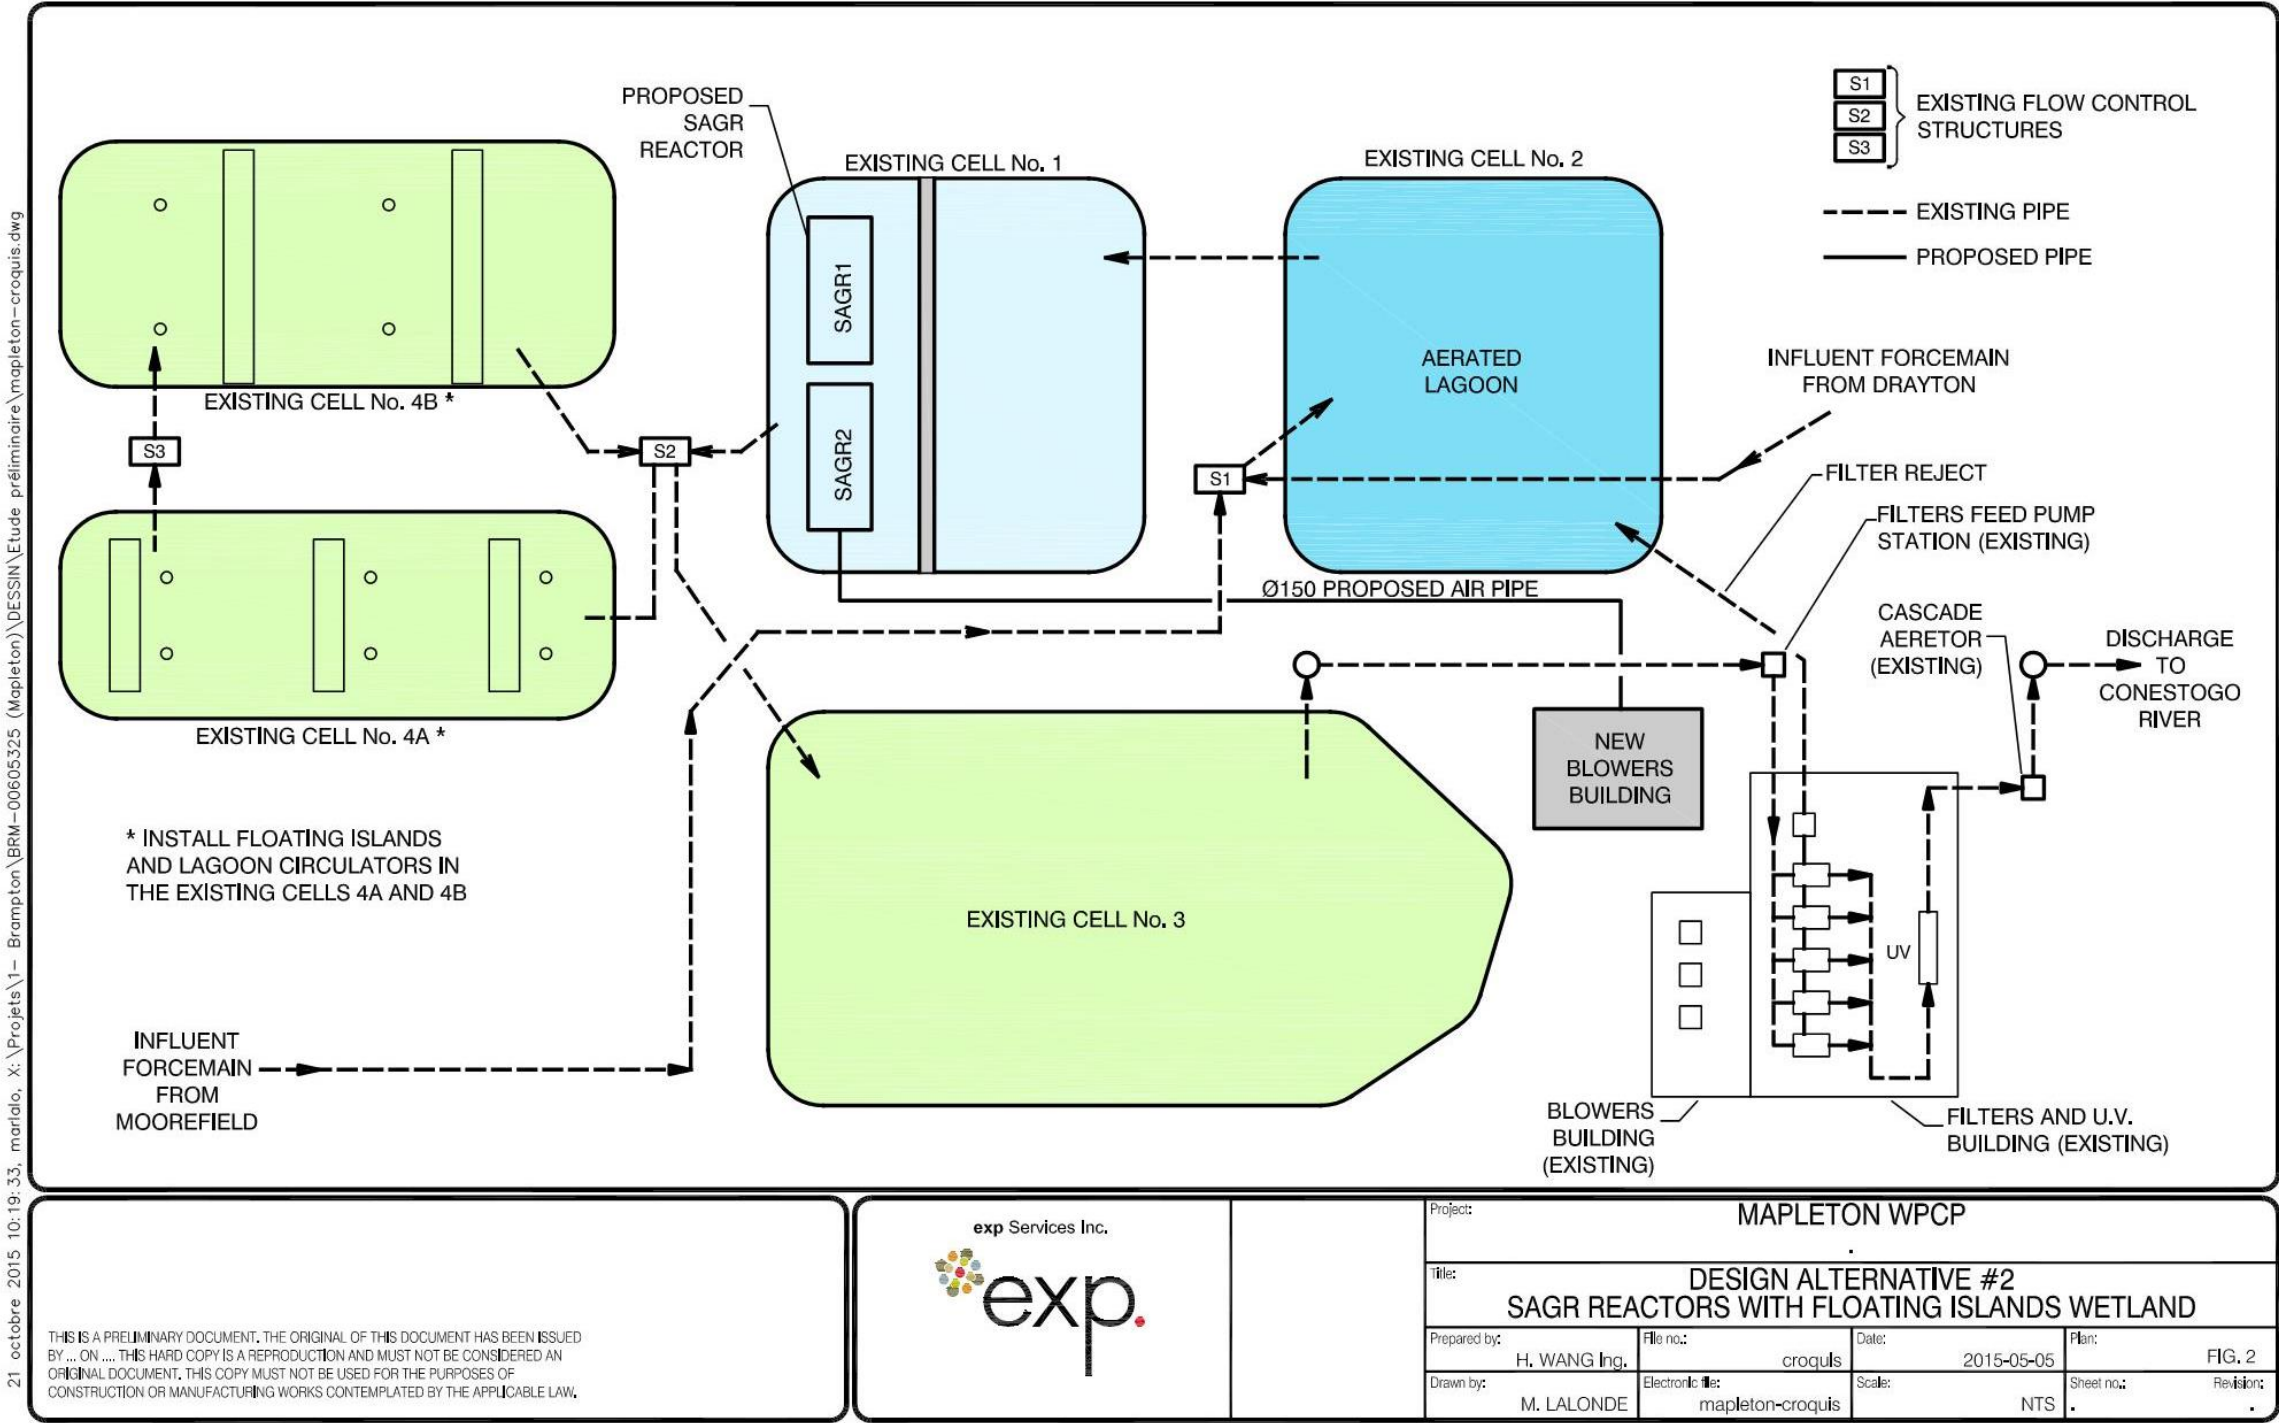 21 octobre 2015 10:19:33, marlalo, X:\Projets\1- Brampton\BRM-00605325 (Mapleton)\DESSIN\Etude préliminaire\mapleton-croquis.dwg
PROPOSED
SAGR
REACTOR
EXISTING CELL No. 1
EXISTING CELL No. 2
S1
S2
S3
EXISTING FLOW CONTROL
STRUCTURES
EXISTING PIPE
PROPOSED PIPE
SAGR1
SAGR2
AERATED
LAGOON
INFLUENT FORCEMAIN
FROM DRAYTON
EXISTING CELL No. 4B *
S3
S2
S1
FILTER REJECT
FILTERS FEED PUMP
STATION (EXISTING)
Ø150 PROPOSED AIR PIPE
CASCADE
AERETOR
(EXISTING)
DISCHARGE
TO
CONESTOGO
RIVER
EXISTING CELL No. 4A *
NEW
BLOWERS
BUILDING
* INSTALL FLOATING ISLANDS
AND LAGOON CIRCULATORS IN
THE EXISTING CELLS 4A AND 4B
EXISTING CELL No. 3
UV
INFLUENT
FORCEMAIN
FROM
MOOREFIELD
BLOWERS
BUILDING
(EXISTING)
FILTERS AND U.V.
BUILDING (EXISTING)
THIS IS A PRELIMINARY DOCUMENT. THE ORIGINAL OF THIS DOCUMENT HAS BEEN ISSUED
BY ... ON .... THIS HARD COPY IS A REPRODUCTION AND MUST NOT BE CONSIDERED AN
ORIGINAL DOCUMENT. THIS COPY MUST NOT BE USED FOR THE PURPOSES OF
CONSTRUCTION OR MANUFACTURING WORKS CONTEMPLATED BY THE APPLICABLE LAW.
exp Services Inc.
exp.
Project:
MAPLETON WPCP
.
Title:
DESIGN ALTERNATIVE #2
SAGR REACTORS WITH FLOATING ISLANDS WETLAND
Prepared by:
H. WANG Ing.
File no.:
croquis
Date:
2015-05-05
Plan:
FIG. 2
Drawn by:
M. LALONDE
Electronic file:
mapleton-croquis
Scale:
NTS
Sheet no.:
.
Revision:
.